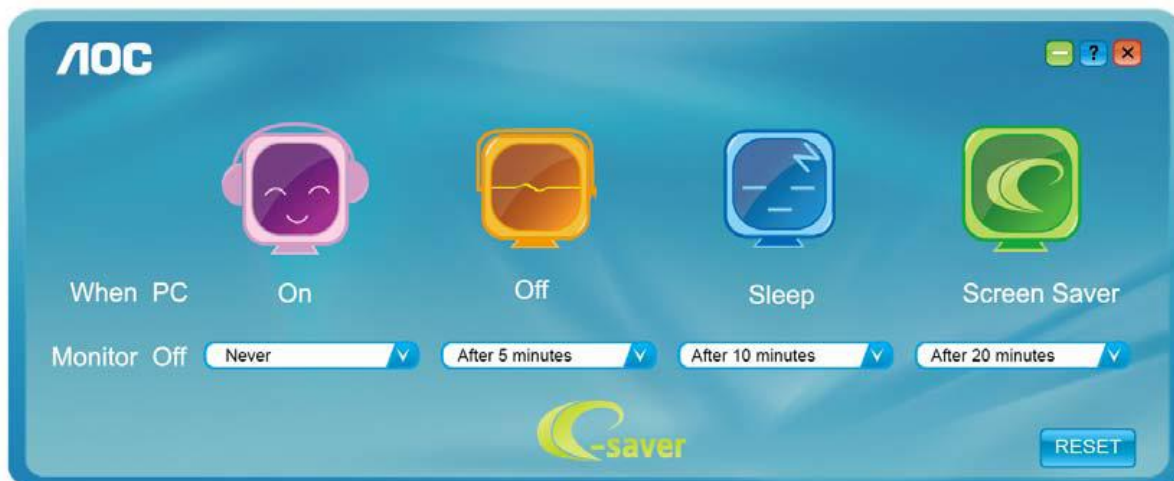 AOC
?
When PC On Off Sleep Screen Saver
Monitor Off Never After 5 minutes After 10 minutes After 20 minutes
e-saver
RESET